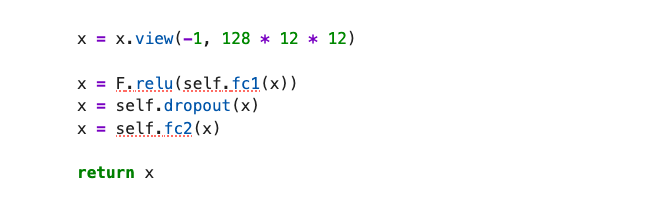 x = x.view(-1, 128 * 12 * 12)
x = F.relu(self.fc1(x))
x = self.dropout(x)
x = self.fc2(x)
return x